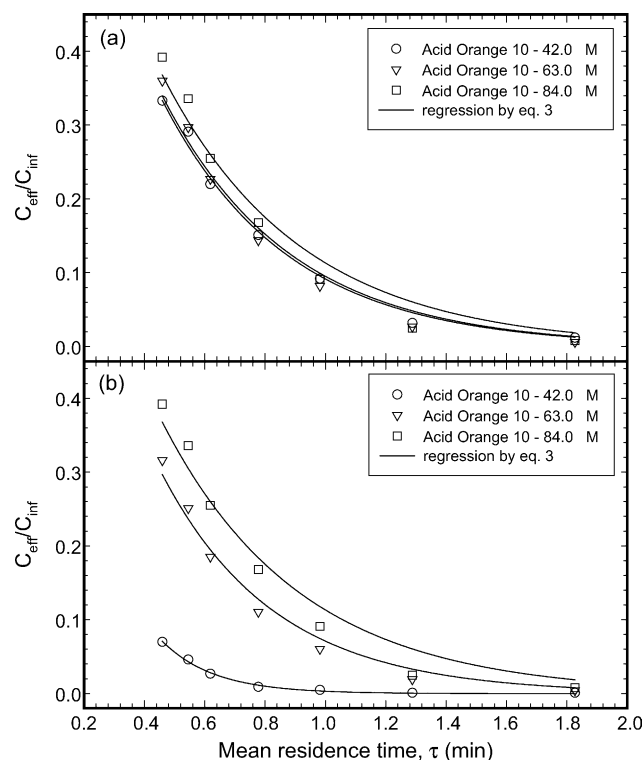 (a)
Acid Orange 10 - 42.0 M
Acid Orange 10 - 63.0 M
Acid Orange 10 - 84.0 M
regression by eq. 3
0.4
0.3
0.2
0.1
0.0
Ceff/Cinf
(b)
Acid Orange 10 - 42.0 M
Acid Orange 10 - 63.0 M
Acid Orange 10 - 84.0 M
regression by eq. 3
0.4
0.3
0.2
0.1
0.0
Ceff/Cinf
0.2 0.4 0.6 0.8 1.0 1.2 1.4 1.6 1.8 2.0
Mean residence time, τ (min)